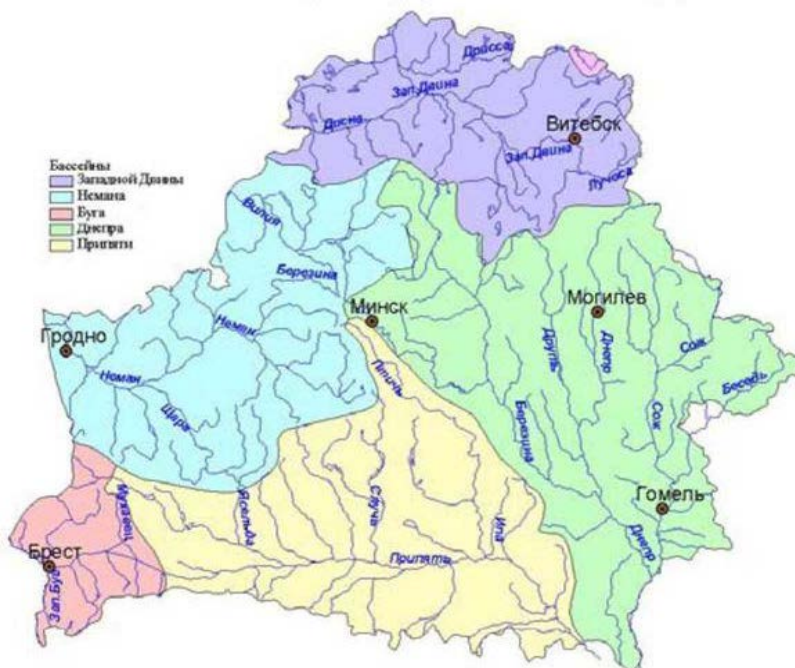 Дрисса
Зап.Двина
Дисна
Витебск
Зап.Двина
Лучоса
Бассейны
Западной Двины
Немана
Буга
Днепра
Припяти
Вилия
Березина
Минск
Могилев
Гродно
Неман
Неман
Друть
Днепр
Сож
Беседь
Птичь
Щара
Березина
Сож
Мухавец
Ясельда
Случь
Ипа
Гомель
Днепр
Брест
Припять
Зап.Буг